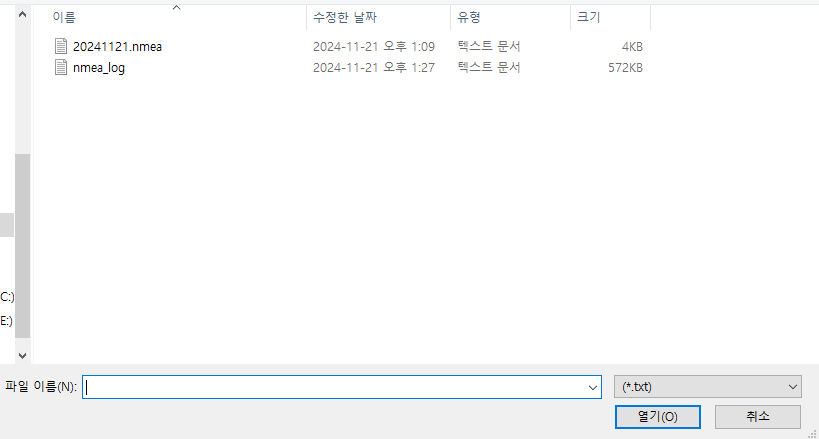 이름 수정한 날짜 유형 크기
20241121.nmea 2024-11-21 오후 1:09 텍스트 문서 4KB
nmea_log 2024-11-21 오후 1:27 텍스트 문서 572KB
C:)
E:)
파일 이름(N): (*.txt)
열기(O) 취소